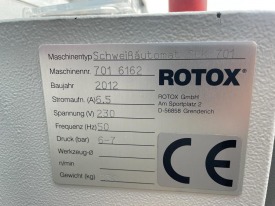 Maschinentyp Schweißautomat 701
Maschinennr. 701 6162
Baujahr 2012
Stromaufn. (A) 6,5
Spannung (V) 230
Frequenz (Hz) 50
Druck (bar) 6-7
Werkzeug-Ø
n/min
Gewicht (kg)
ROTOX®
ROTOX GmbH
Am Sportplatz 2
D-56858 Grenderich
CE